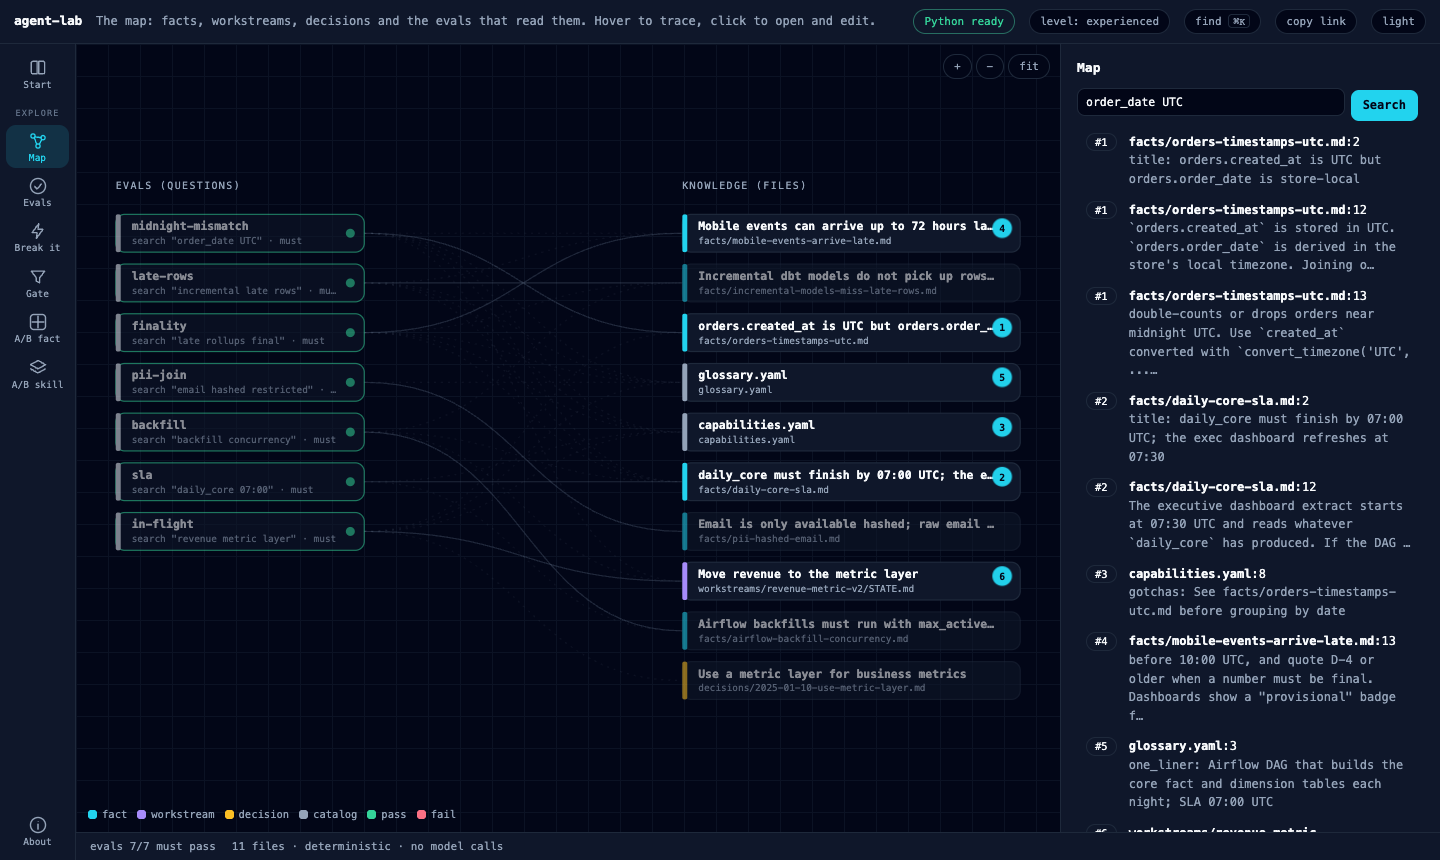 agent-lab The map: facts, workstreams, decisions and the evals that read them. Hover to trace, click to open and edit. Python ready level: experienced find ⌘K copy link light
Start
EXPLORE
Map
Evals
Break it
Gate
A/B fact
A/B skill
About
+ − fit
EVALS (QUESTIONS)
midnight-mismatch
search "order_date UTC" · must
late-rows
search "incremental late rows" · mu…
finality
search "late rollups final" · must
pii-join
search "email hashed restricted" · …
backfill
search "backfill concurrency" · must
sla
search "daily_core 07:00" · must
in-flight
search "revenue metric layer" · must
KNOWLEDGE (FILES)
Mobile events can arrive up to 72 hours la… 4
facts/mobile-events-arrive-late.md
Incremental dbt models do not pick up rows…
facts/incremental-models-miss-late-rows.md
orders.created_at is UTC but orders.order_… 1
facts/orders-timestamps-utc.md
glossary.yaml 5
glossary.yaml
capabilities.yaml 3
capabilities.yaml
daily_core must finish by 07:00 UTC; the e… 2
facts/daily-core-sla.md
Email is only available hashed; raw email …
facts/pii-hashed-email.md
Move revenue to the metric layer 6
workstreams/revenue-metric-v2/STATE.md
Airflow backfills must run with max_active…
facts/airflow-backfill-concurrency.md
Use a metric layer for business metrics
decisions/2025-01-10-use-metric-layer.md
fact workstream decision catalog pass fail
Map
order_date UTC Search
#1 facts/orders-timestamps-utc.md:2
title: orders.created_at is UTC but
orders.order_date is store-local
#1 facts/orders-timestamps-utc.md:12
`orders.created_at` is stored in UTC.
`orders.order_date` is derived in the
store's local timezone. Joining o…
#1 facts/orders-timestamps-utc.md:13
double-counts or drops orders near
midnight UTC. Use `created_at`
converted with `convert_timezone('UTC',
...…
#2 facts/daily-core-sla.md:2
title: daily_core must finish by 07:00
UTC; the exec dashboard refreshes at
07:30
#2 facts/daily-core-sla.md:12
The executive dashboard extract starts
at 07:30 UTC and reads whatever
`daily_core` has produced. If the DAG …
#3 capabilities.yaml:8
gotchas: See facts/orders-timestamps-
utc.md before grouping by date
#4 facts/mobile-events-arrive-late.md:13
before 10:00 UTC, and quote D-4 or
older when a number must be final.
Dashboards show a "provisional" badge
f…
#5 glossary.yaml:3
one_liner: Airflow DAG that builds the
core fact and dimension tables each
night; SLA 07:00 UTC
evals 7/7 must pass 11 files · deterministic · no model calls